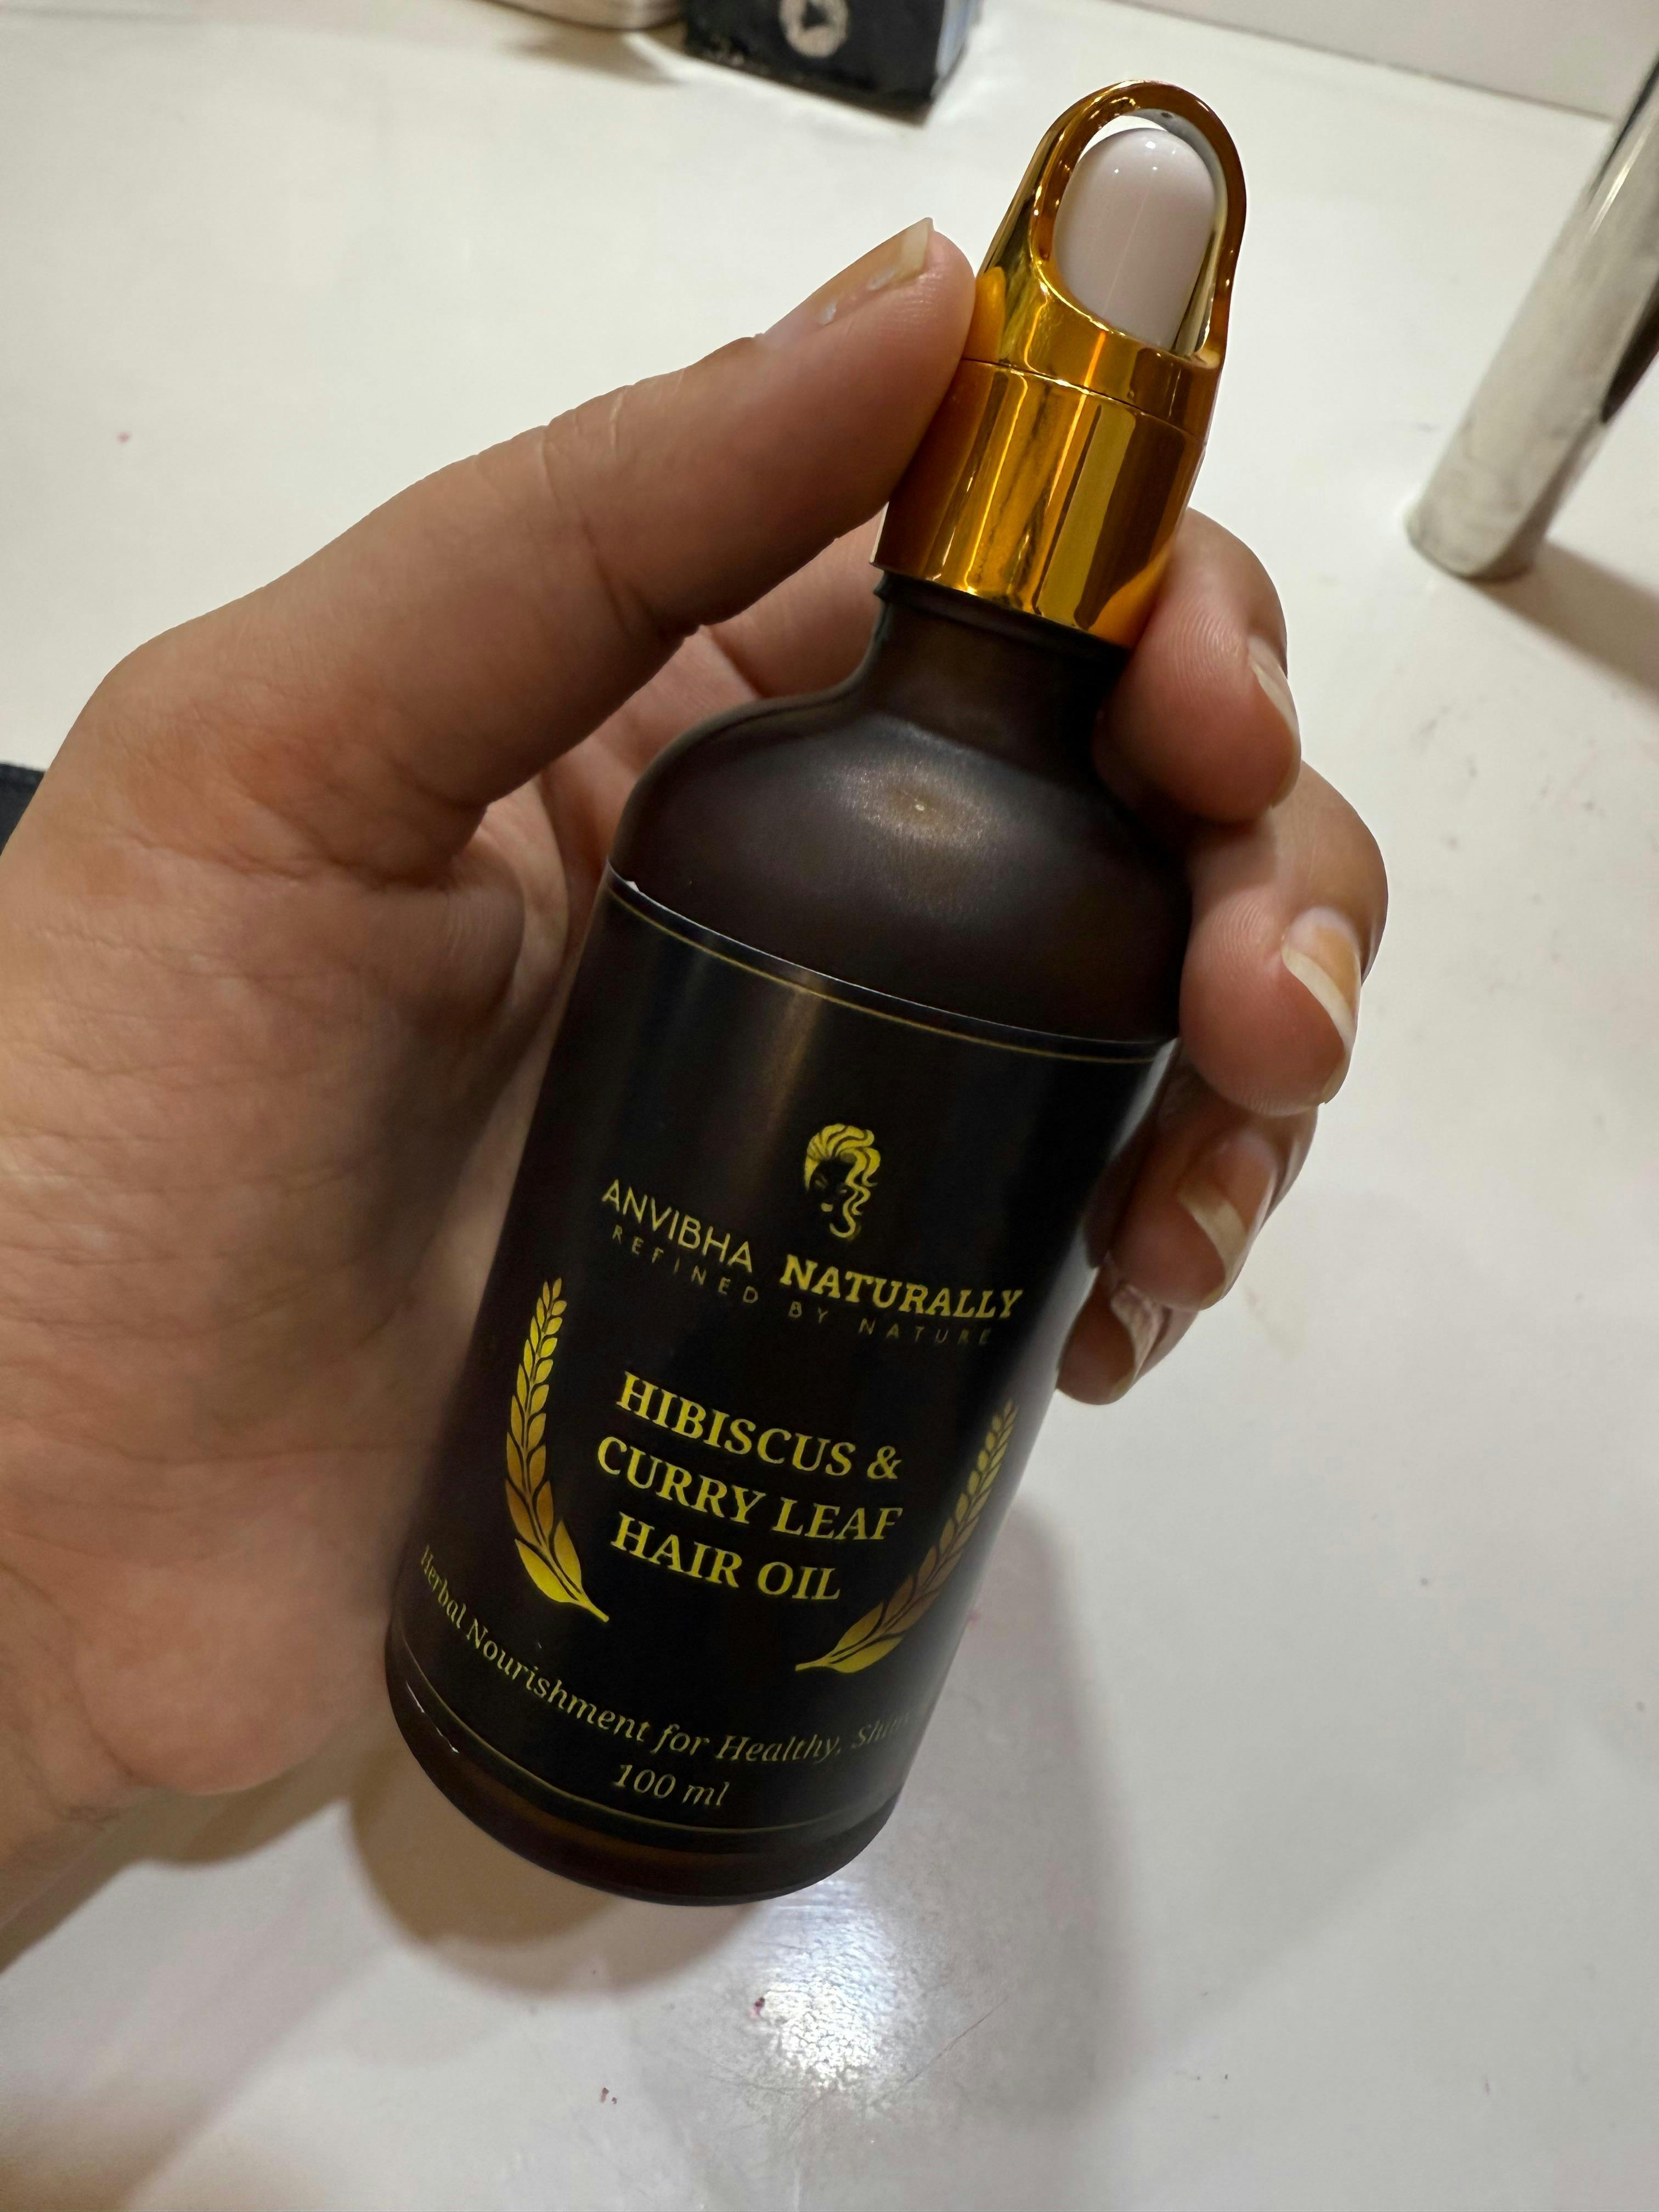 ANVIBHA NATURALLY
REFINED BY NATURE
HIBISCUS &
CURRY LEAF
HAIR OIL
Herbal Nourishment for Healthy,
100 ml